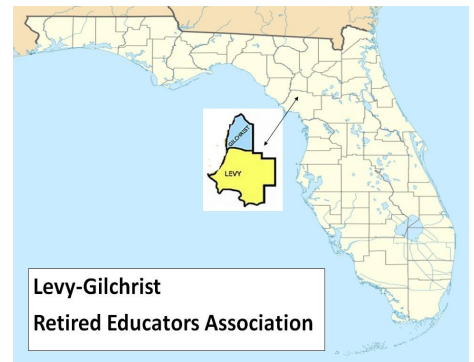 GILCHRIST
LEVY
Levy-Gilchrist
Retired Educators Association